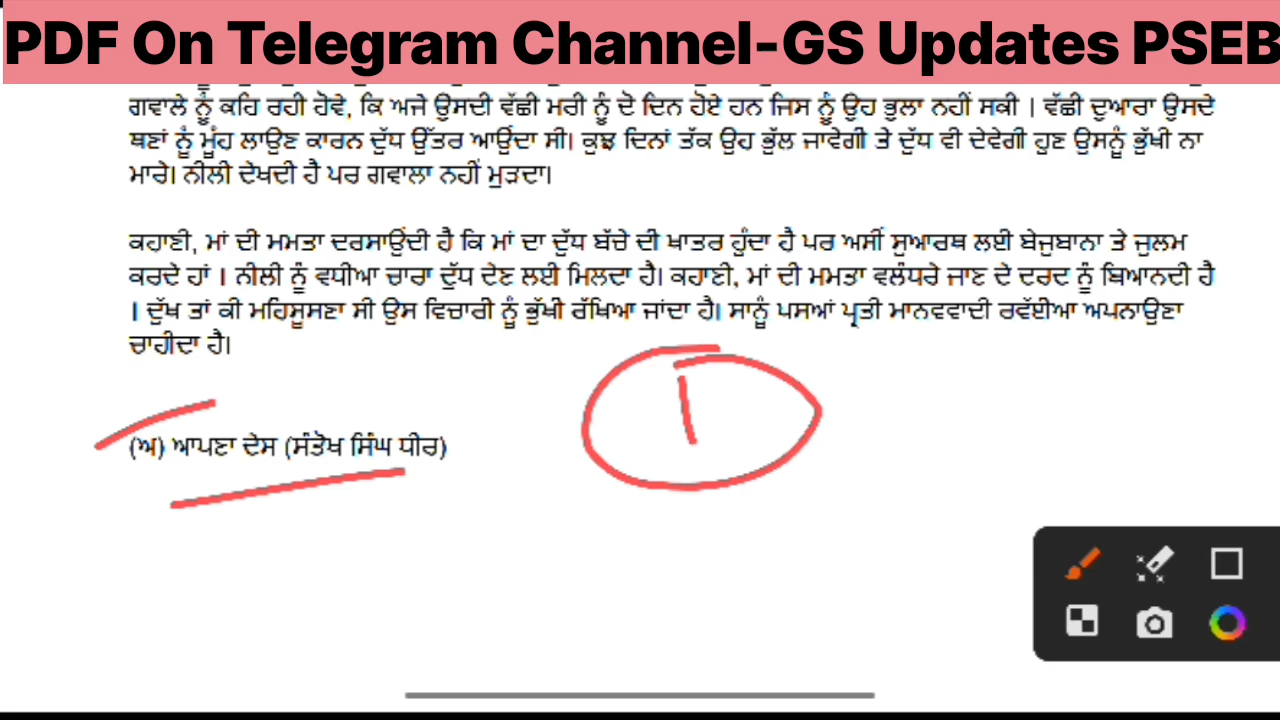 PDF On Telegram Channel-GS Updates PSEB
ਗਵਾਲੇ ਨੂੰ ਕਹਿ ਰਹੀ ਹੋਵੇ, ਕਿ ਅਜੇ ਉਸਦੀ ਵੱਛੀ ਮਰੀ ਨੂੰ ਦੋ ਦਿਨ ਹੋਏ ਹਨ ਜਿਸ ਨੂੰ ਉਹ ਭੁਲਾ ਨਹੀਂ ਸਕੀ । ਵੱਛੀ ਦੁਆਰਾ ਉਸਦੇ
ਥਣਾਂ ਨੂੰ ਮੂੰਹ ਲਾਉਣ ਕਾਰਨ ਦੁੱਧ ਉੱਤਰ ਆਉਂਦਾ ਸੀ। ਕੁਝ ਦਿਨਾਂ ਤੱਕ ਉਹ ਭੁੱਲ ਜਾਵੇਗੀ ਤੇ ਦੁੱਧ ਵੀ ਦੇਵੇਗੀ ਹੁਣ ਉਸਨੂੰ ਭੁੱਖੀ ਨਾ
ਮਾਰੇ। ਨੀਲੀ ਦੇਖਦੀ ਹੈ ਪਰ ਗਵਾਲਾ ਨਹੀਂ ਮੁੜਦਾ।
ਕਹਾਣੀ, ਮਾਂ ਦੀ ਮਮਤਾ ਦਰਸਾਉਂਦੀ ਹੈ ਕਿ ਮਾਂ ਦਾ ਦੁੱਧ ਬੱਚੇ ਦੀ ਖਾਤਰ ਹੁੰਦਾ ਹੈ ਪਰ ਅਸੀਂ ਸੁਆਰਥ ਲਈ ਬੇਜੁਬਾਨਾ ਤੇ ਜੁਲਮ
ਕਰਦੇ ਹਾਂ । ਨੀਲੀ ਨੂੰ ਵਧੀਆ ਚਾਰਾ ਦੁੱਧ ਦੇਣ ਲਈ ਮਿਲਦਾ ਹੈ। ਕਹਾਣੀ, ਮਾਂ ਦੀ ਮਮਤਾ ਵਲੂੰਧਰੇ ਜਾਣ ਦੇ ਦਰਦ ਨੂੰ ਬਿਆਨਦੀ ਹੈ
। ਦੁੱਖ ਤਾਂ ਕੀ ਮਹਿਸੂਸਣਾ ਸੀ ਉਸ ਵਿਚਾਰੀ ਨੂੰ ਭੁੱਖੀ ਰੱਖਿਆ ਜਾਂਦਾ ਹੈ। ਸਾਨੂੰ ਪਸ਼ੂਆਂ ਪ੍ਰਤੀ ਮਾਨਵਵਾਦੀ ਰਵੱਈਆ ਅਪਨਾਉਣਾ
ਚਾਹੀਦਾ ਹੈ।
(ਅ) ਆਪਣਾ ਦੇਸ (ਸੰਤੋਖ ਸਿੰਘ ਧੀਰ)